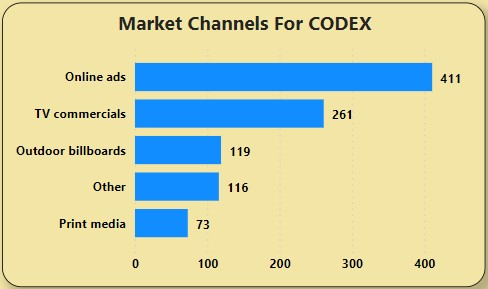 Market Channels For CODEX
Online ads 411
TV commercials 261
Outdoor billboards 119
Other 116
Print media 73
0 100 200 300 400